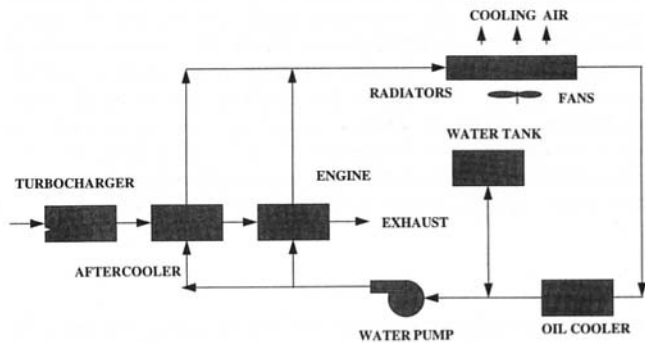 COOLING AIR
RADIATORS
FANS
WATER TANK
TURBOCHARGER
ENGINE
EXHAUST
AFTERCOOLER
WATER PUMP
OIL COOLER